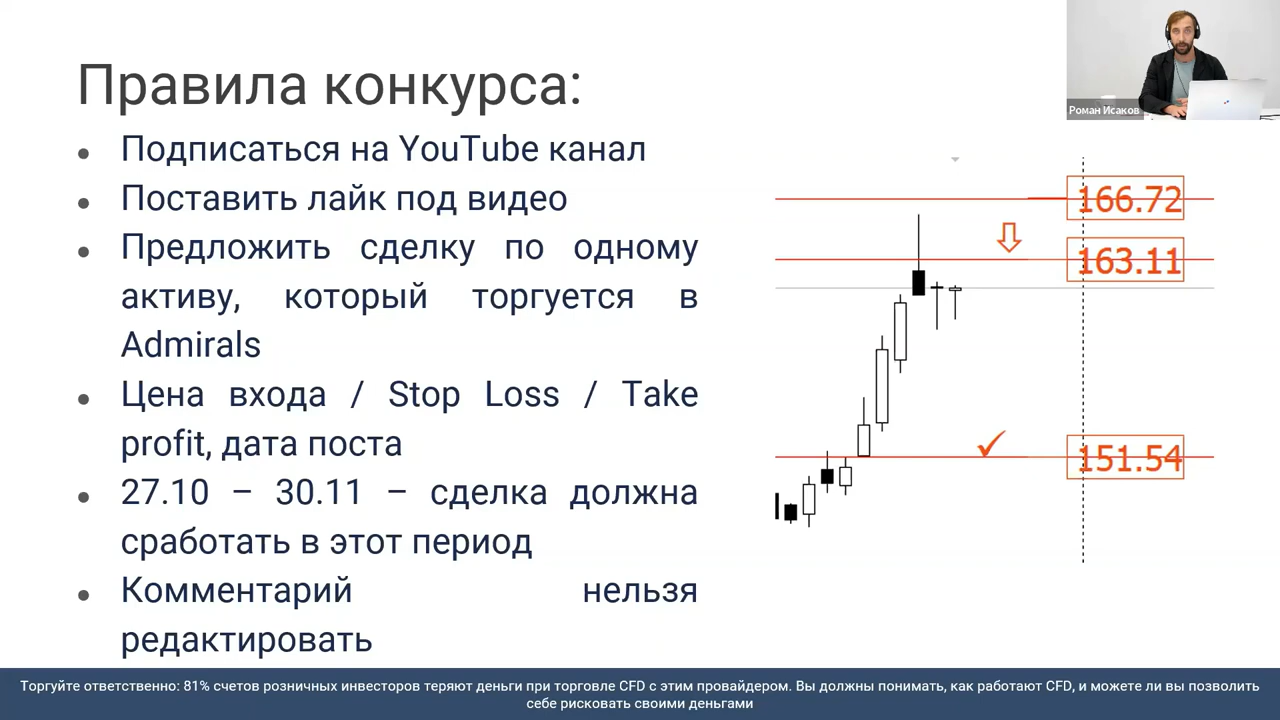 Правила конкурса:
Подписаться на YouTube канал
Поставить лайк под видео
Предложить сделку по одному
активу, который торгуется в
Admirals
Цена входа / Stop Loss / Take
profit, дата поста
27.10 – 30.11 – сделка должна
сработать в этот период
Комментарий нельзя
редактировать
Роман Исаков
166.72
163.11
151.54
Торгуйте ответственно: 81% счетов розничных инвесторов теряют деньги при торговле CFD с этим провайдером. Вы должны понимать, как работают CFD, и можете ли вы позволить
себе рисковать своими деньгами